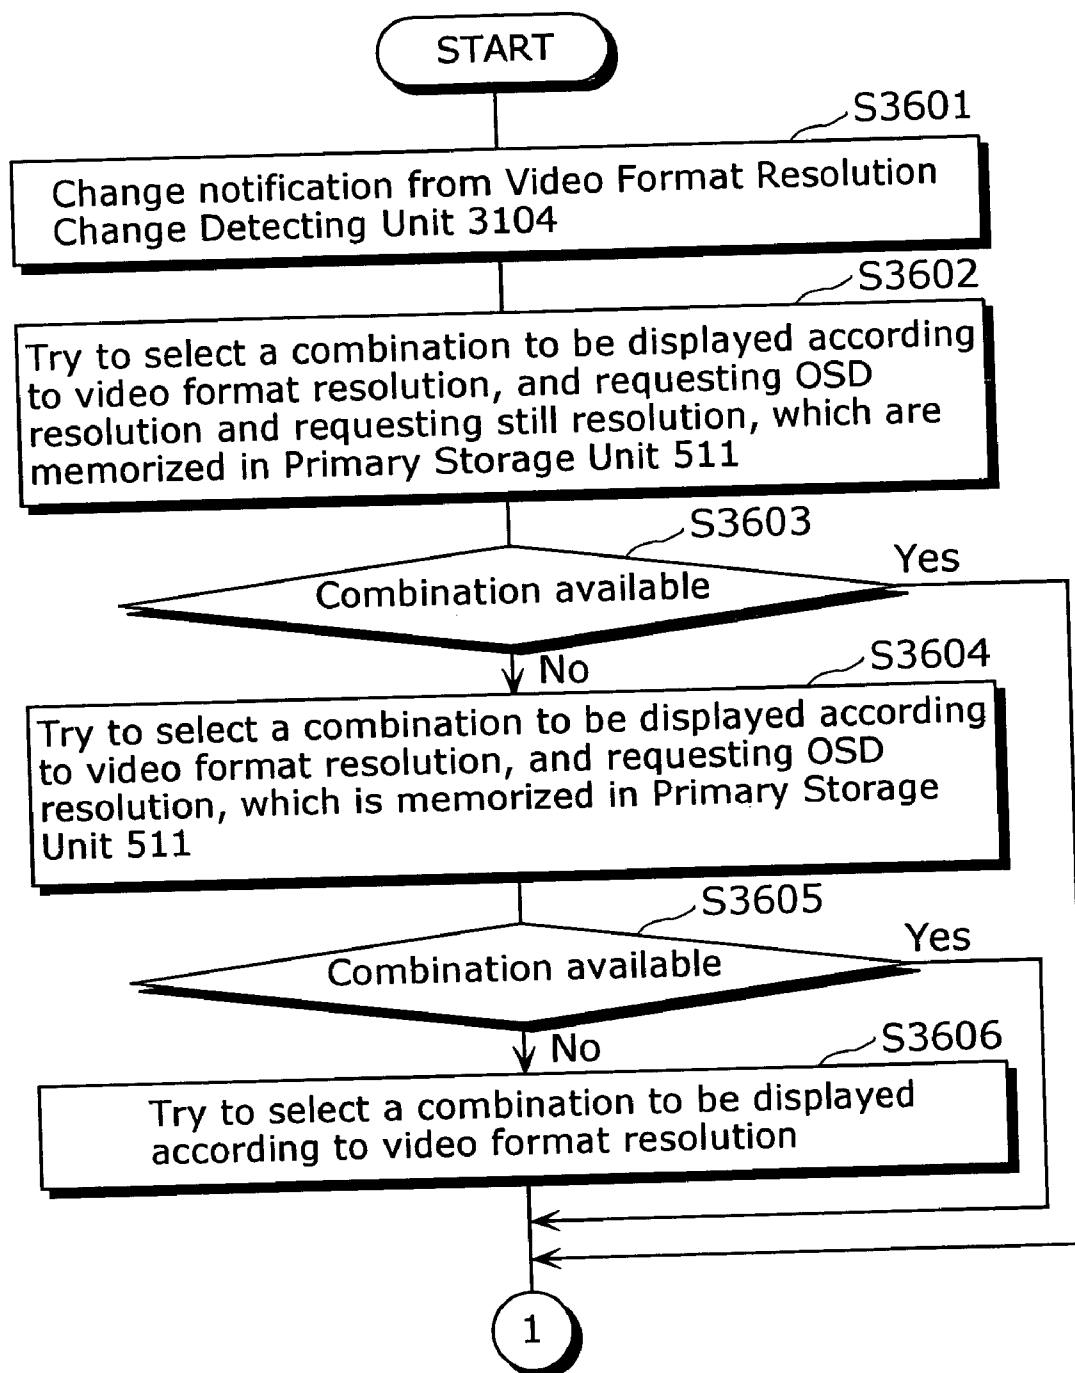 START
S3601
Change notification from Video Format Resolution
Change Detecting Unit 3104
S3602
Try to select a combination to be displayed according
to video format resolution, and requesting OSD
resolution and requesting still resolution, which are
memorized in Primary Storage Unit 511
S3603
Combination available
Yes
No
S3604
Try to select a combination to be displayed according
to video format resolution, and requesting OSD
resolution, which is memorized in Primary Storage
Unit 511
S3605
Combination available
Yes
No
S3606
Try to select a combination to be displayed
according to video format resolution
1